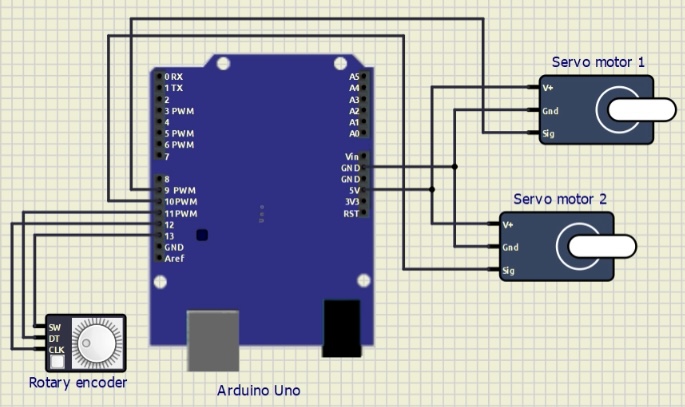 Servo motor 1
V+
Gnd
Sig
0 RX
1 TX
2
3 PWM
4
5 PWM
6 PWM
7
8
9 PWM
10PWM
11PWM
12
13
GND
Aref
A5
A4
A3
A2
A1
A0
Vin
GND
GND
5V
3V3
RST
Servo motor 2
V+
Gnd
Sig
SW
DT
CLK
Rotary encoder
Arduino Uno